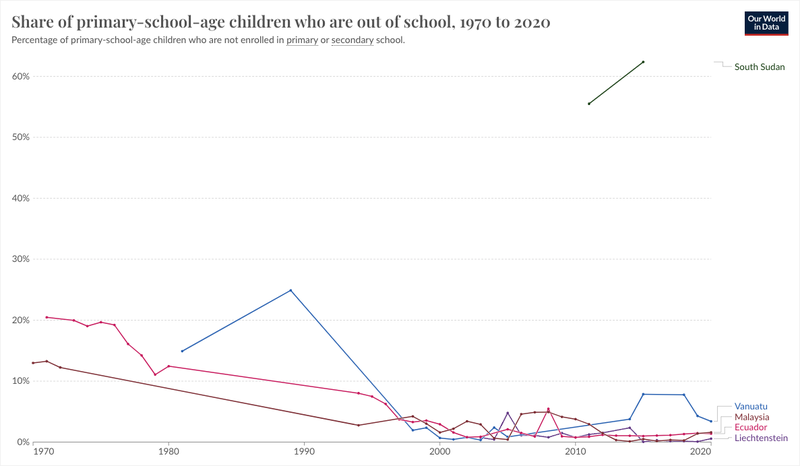 Share of primary-school-age children who are out of school, 1970 to 2020
Percentage of primary-school-age children who are not enrolled in primary or secondary school.
Our World
in Data
60%
50%
40%
30%
20%
10%
0%
1970
1980
1990
2000
2010
2020
South Sudan
Vanuatu
Malaysia
Ecuador
Liechtenstein